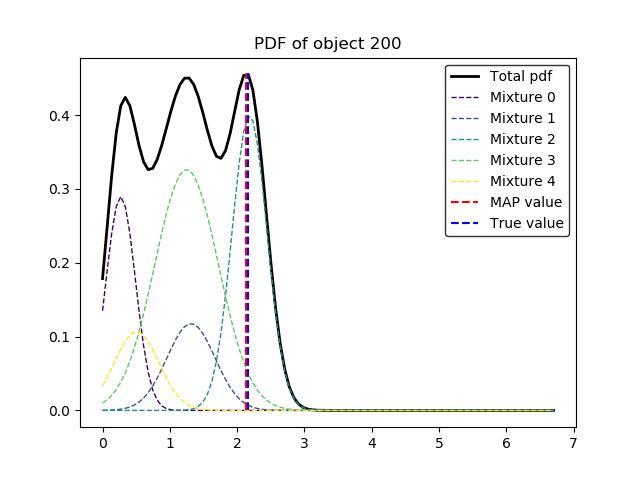 PDF of object 200
Total pdf
Mixture 0
Mixture 1
Mixture 2
Mixture 3
Mixture 4
MAP value
True value
0.4
0.3
0.2
0.1
0.0
0 1 2 3 4 5 6 7